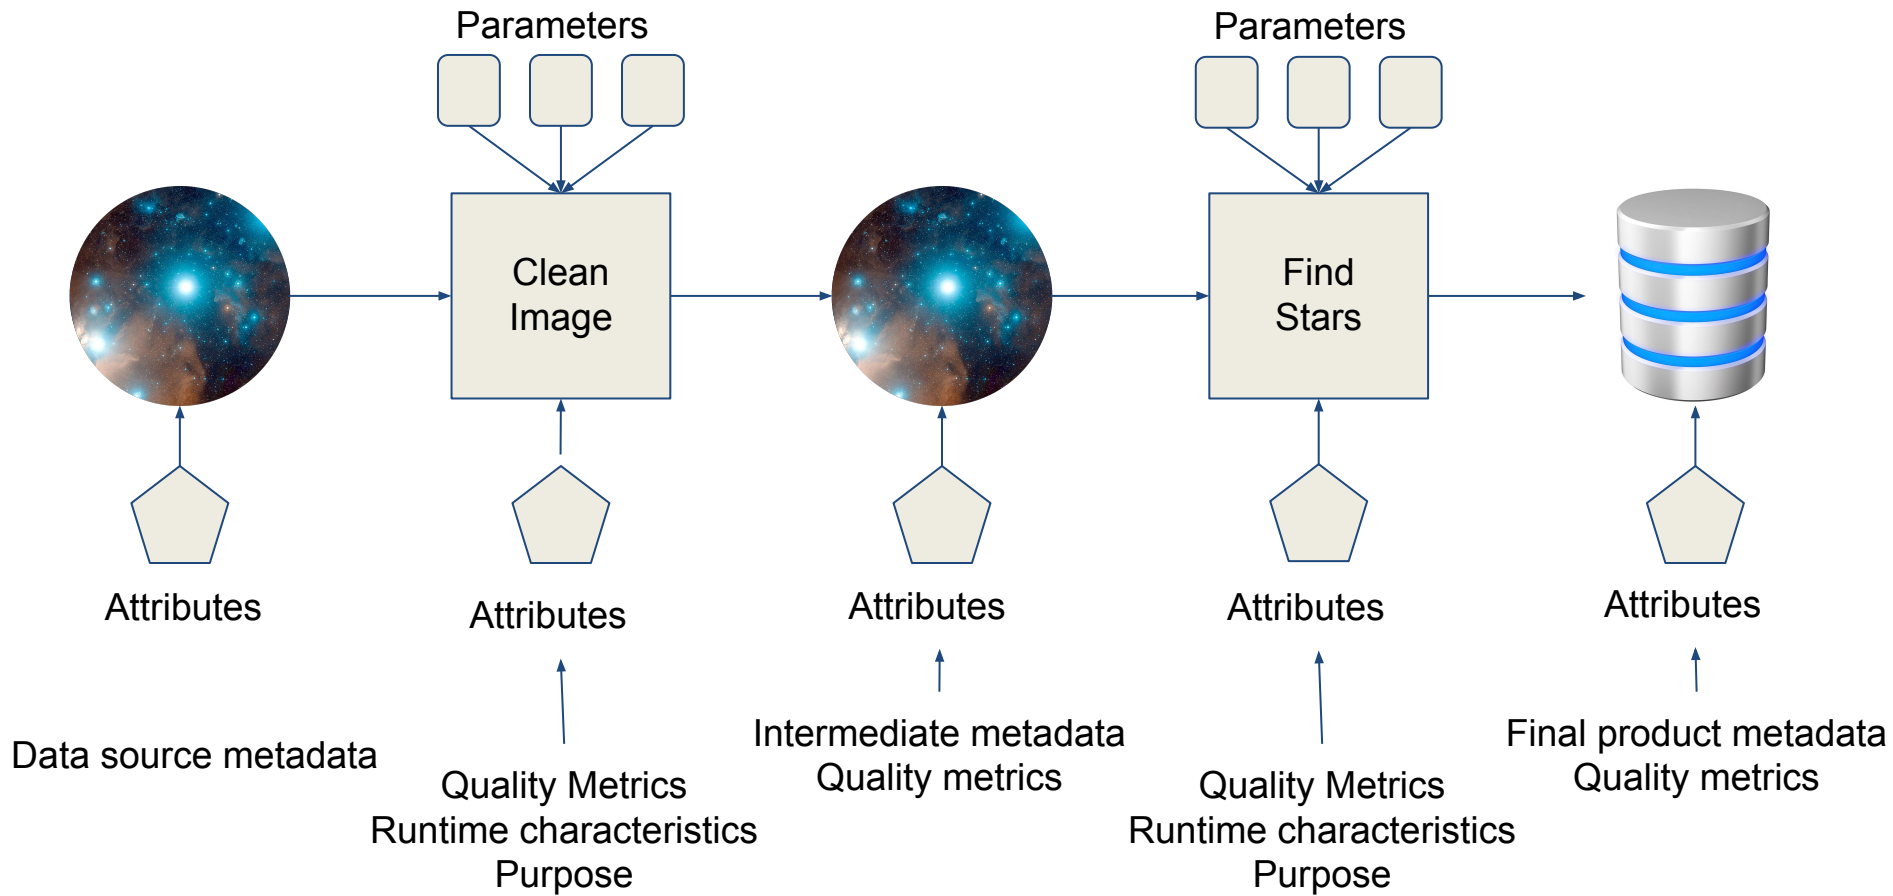 Parameters
Parameters
Clean
Image
Find
Stars
Attributes
Attributes
Attributes
Attributes
Attributes
Data source metadata
Quality Metrics
Runtime characteristics
Purpose
Intermediate metadata
Quality metrics
Quality Metrics
Runtime characteristics
Purpose
Final product metadata
Quality metrics